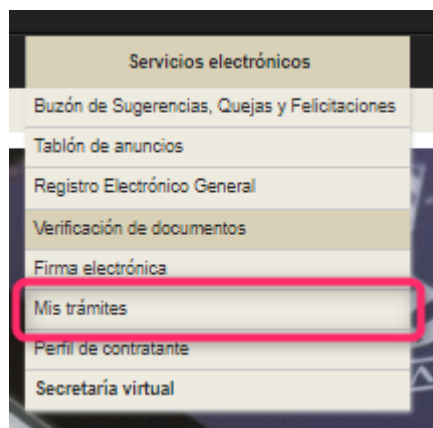 Servicios electrónicos
Buzón de Sugerencias, Quejas y Felicitaciones
Tablón de anuncios
Registro Electrónico General
Verificación de documentos
Firma electrónica
Mis trámites
Perfil de contratante
Secretaría virtual